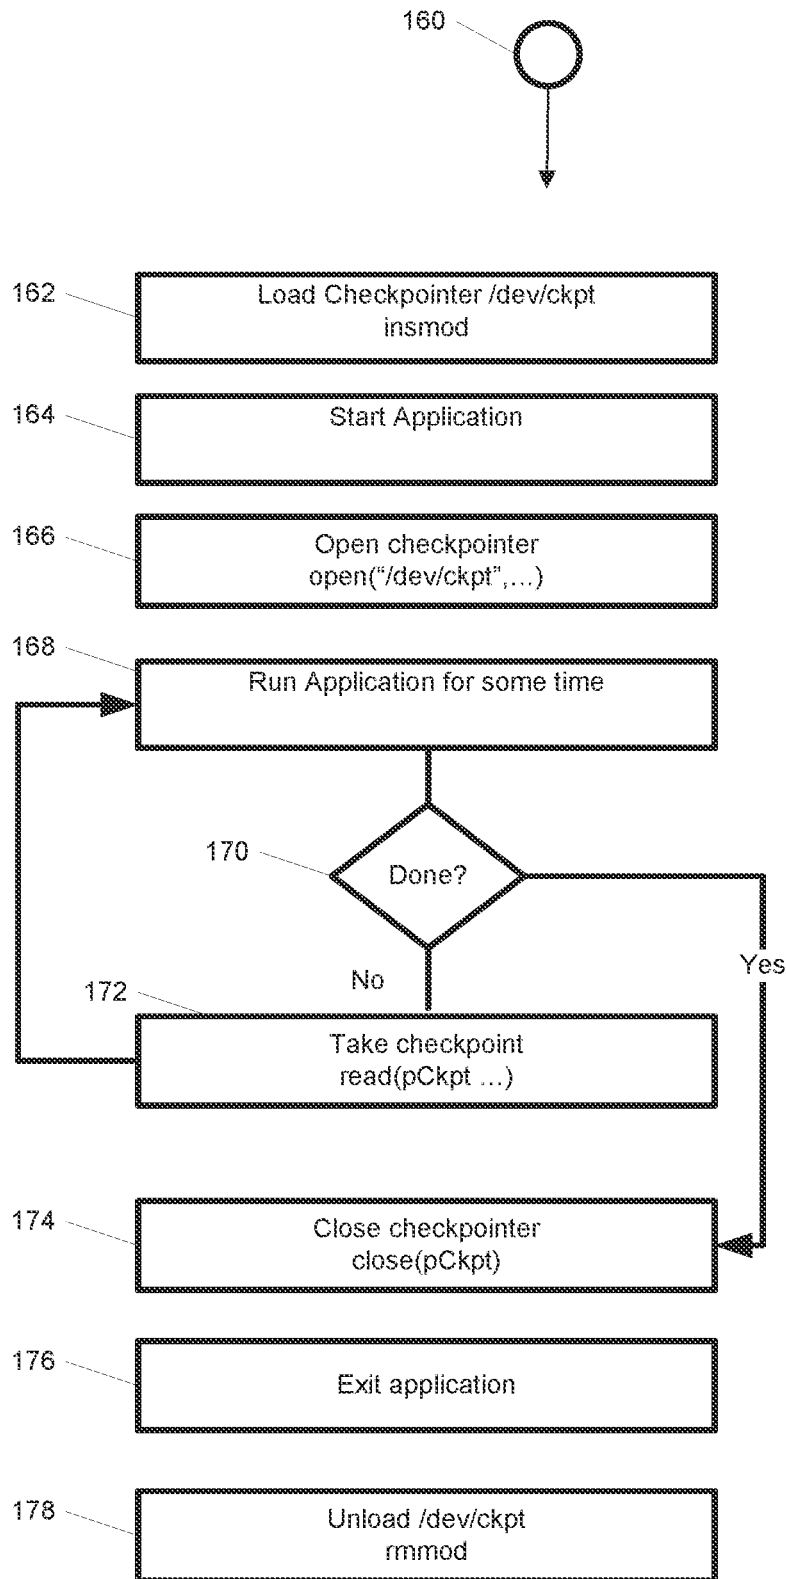 160
162
Load Checkpointer /dev/ckpt
insmod
164
Start Application
166
Open checkpointer
open("/dev/ckpt",...)
168
Run Application for some time
170
Done?
Yes
No
172
Take checkpoint
read(pCkpt ...)
174
Close checkpointer
close(pCkpt)
176
Exit application
178
Unload /dev/ckpt
rmmod